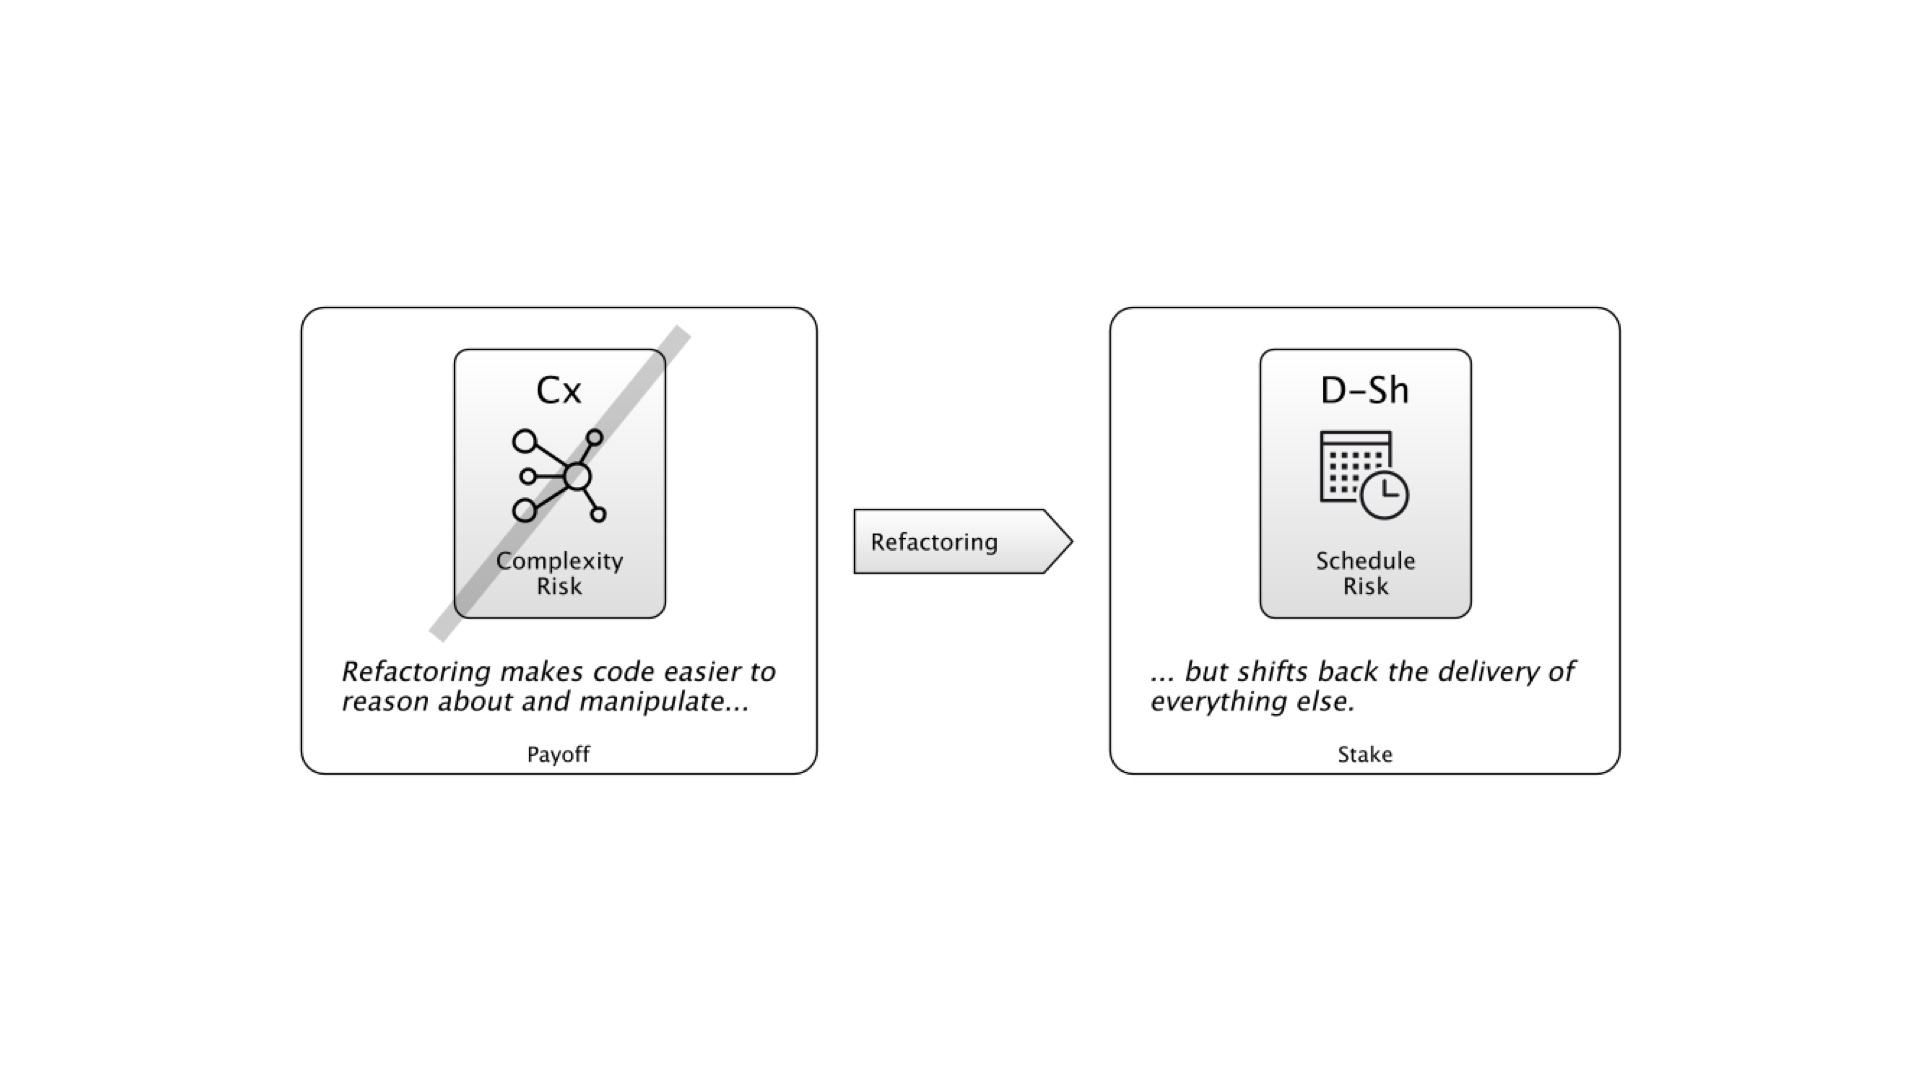 Cx
Complexity
Risk
Refactoring makes code easier to
reason about and manipulate...
Payoff
Refactoring
D-Sh
Schedule
Risk
... but shifts back the delivery of
everything else.
Stake